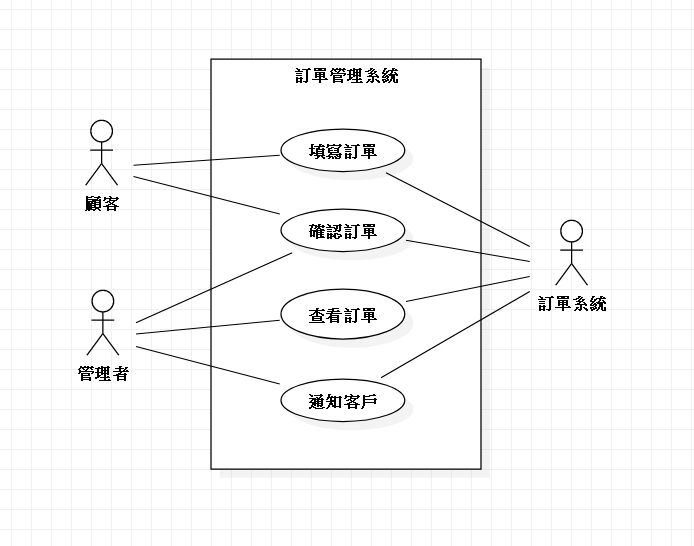 訂單管理系統
填寫訂單
顧客
確認訂單
訂單系統
查看訂單
管理者
通知客戶